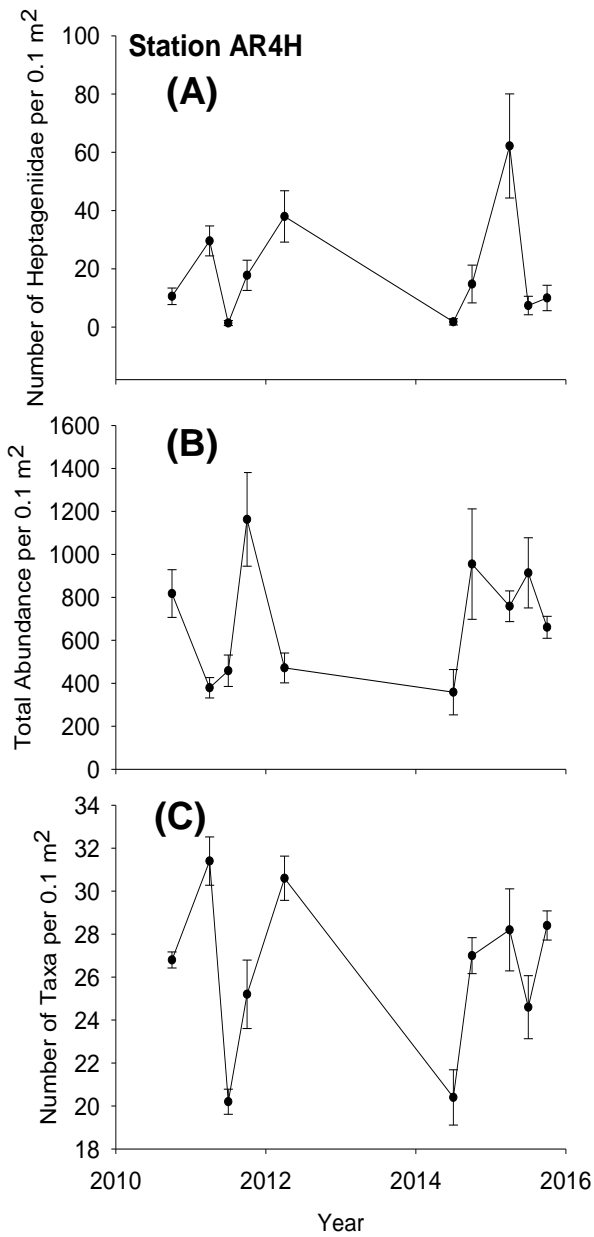 Station AR4H
(A)
Number of Heptageniidae per 0.1 m²
100
80
60
40
20
0
(B)
Total Abundance per 0.1 m²
1600
1400
1200
1000
800
600
400
200
0
(C)
Number of Taxa per 0.1 m²
34
32
30
28
26
24
22
20
18
2010 2012 2014 2016
Year